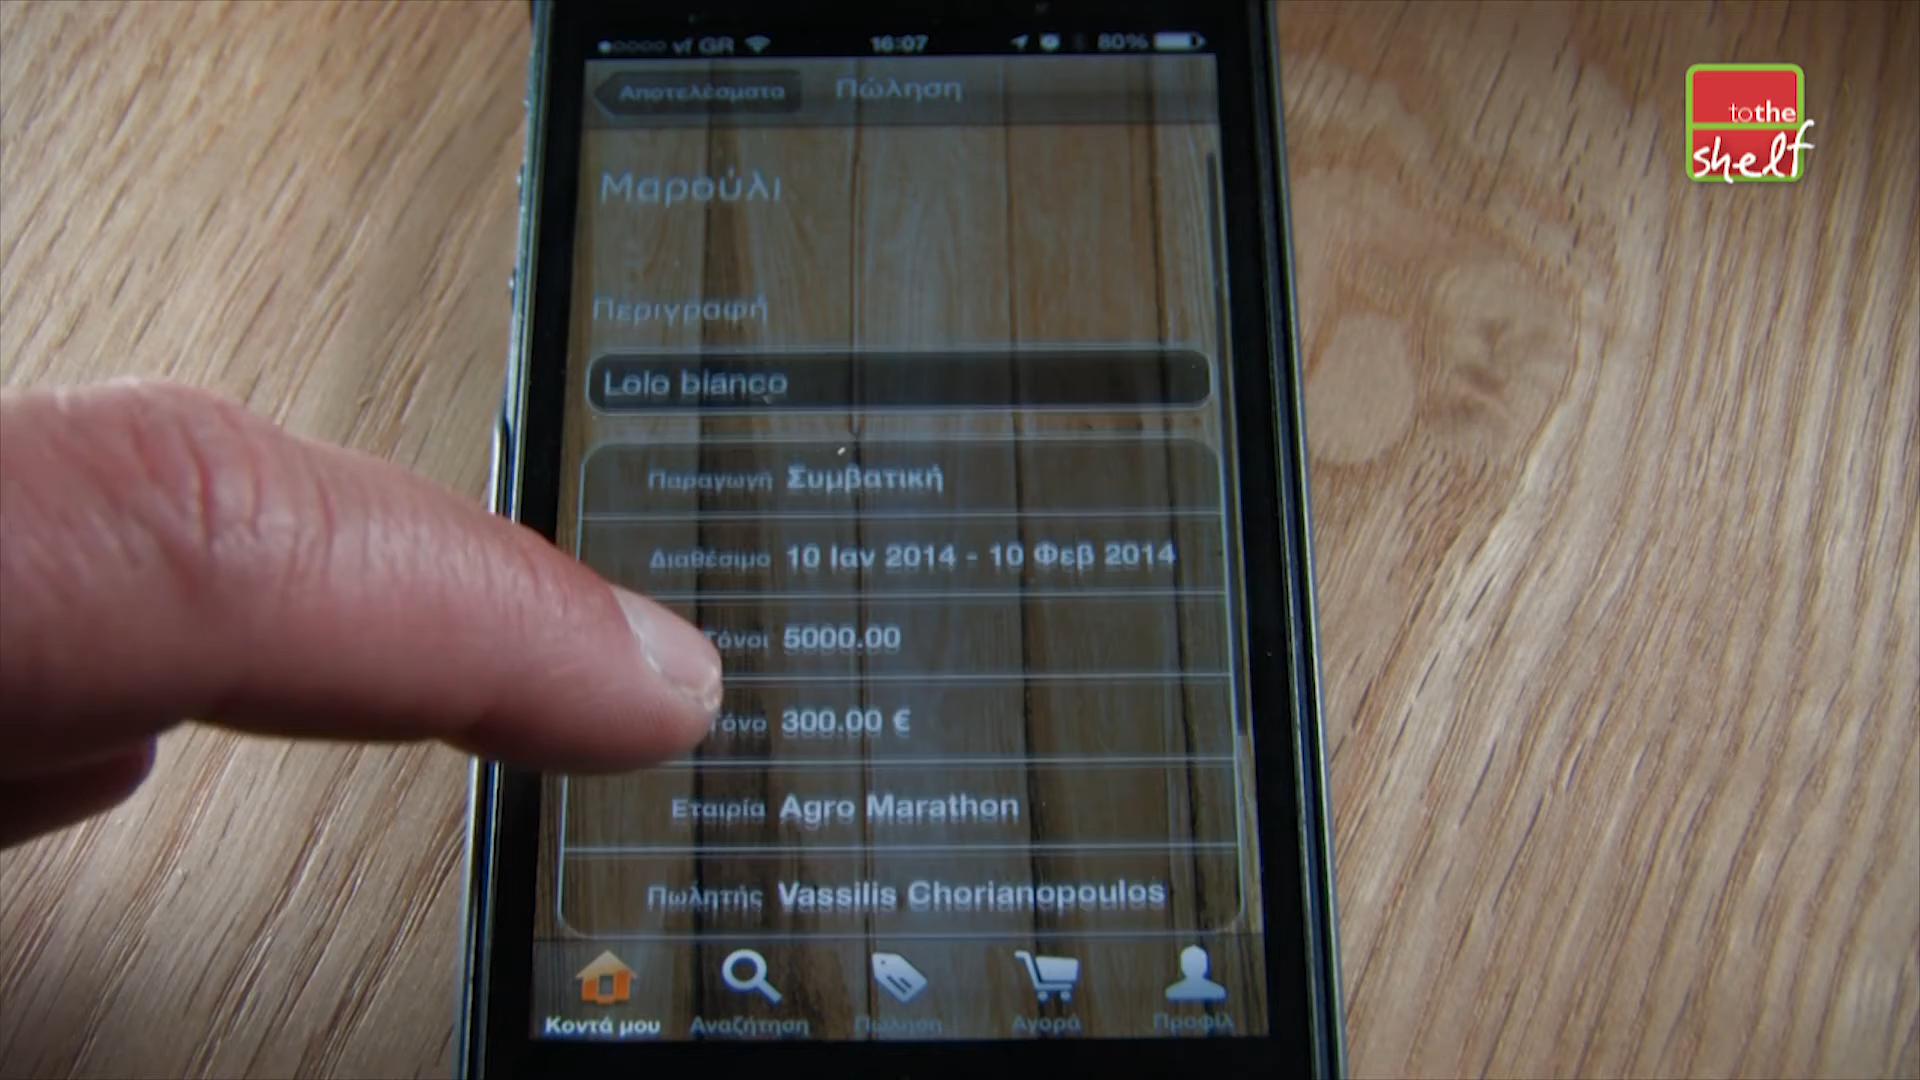 vf GR 16:07 80%
Αποτελέσματα Πώληση
tothe
shelf
Μαρούλι
Περιγραφή
Lolo bianco
Παραγωγή Συμβατική
Διαθέσιμο 10 Ιαν 2014 - 10 Φεβ 2014
Τόνοι 5000.00
Τόνο 300.00 €
Εταιρία Agro Marathon
Πωλητής Vassilis Chorianopoulos
Κοντά μου Αναζήτηση Πώληση Αγορά Προφίλ